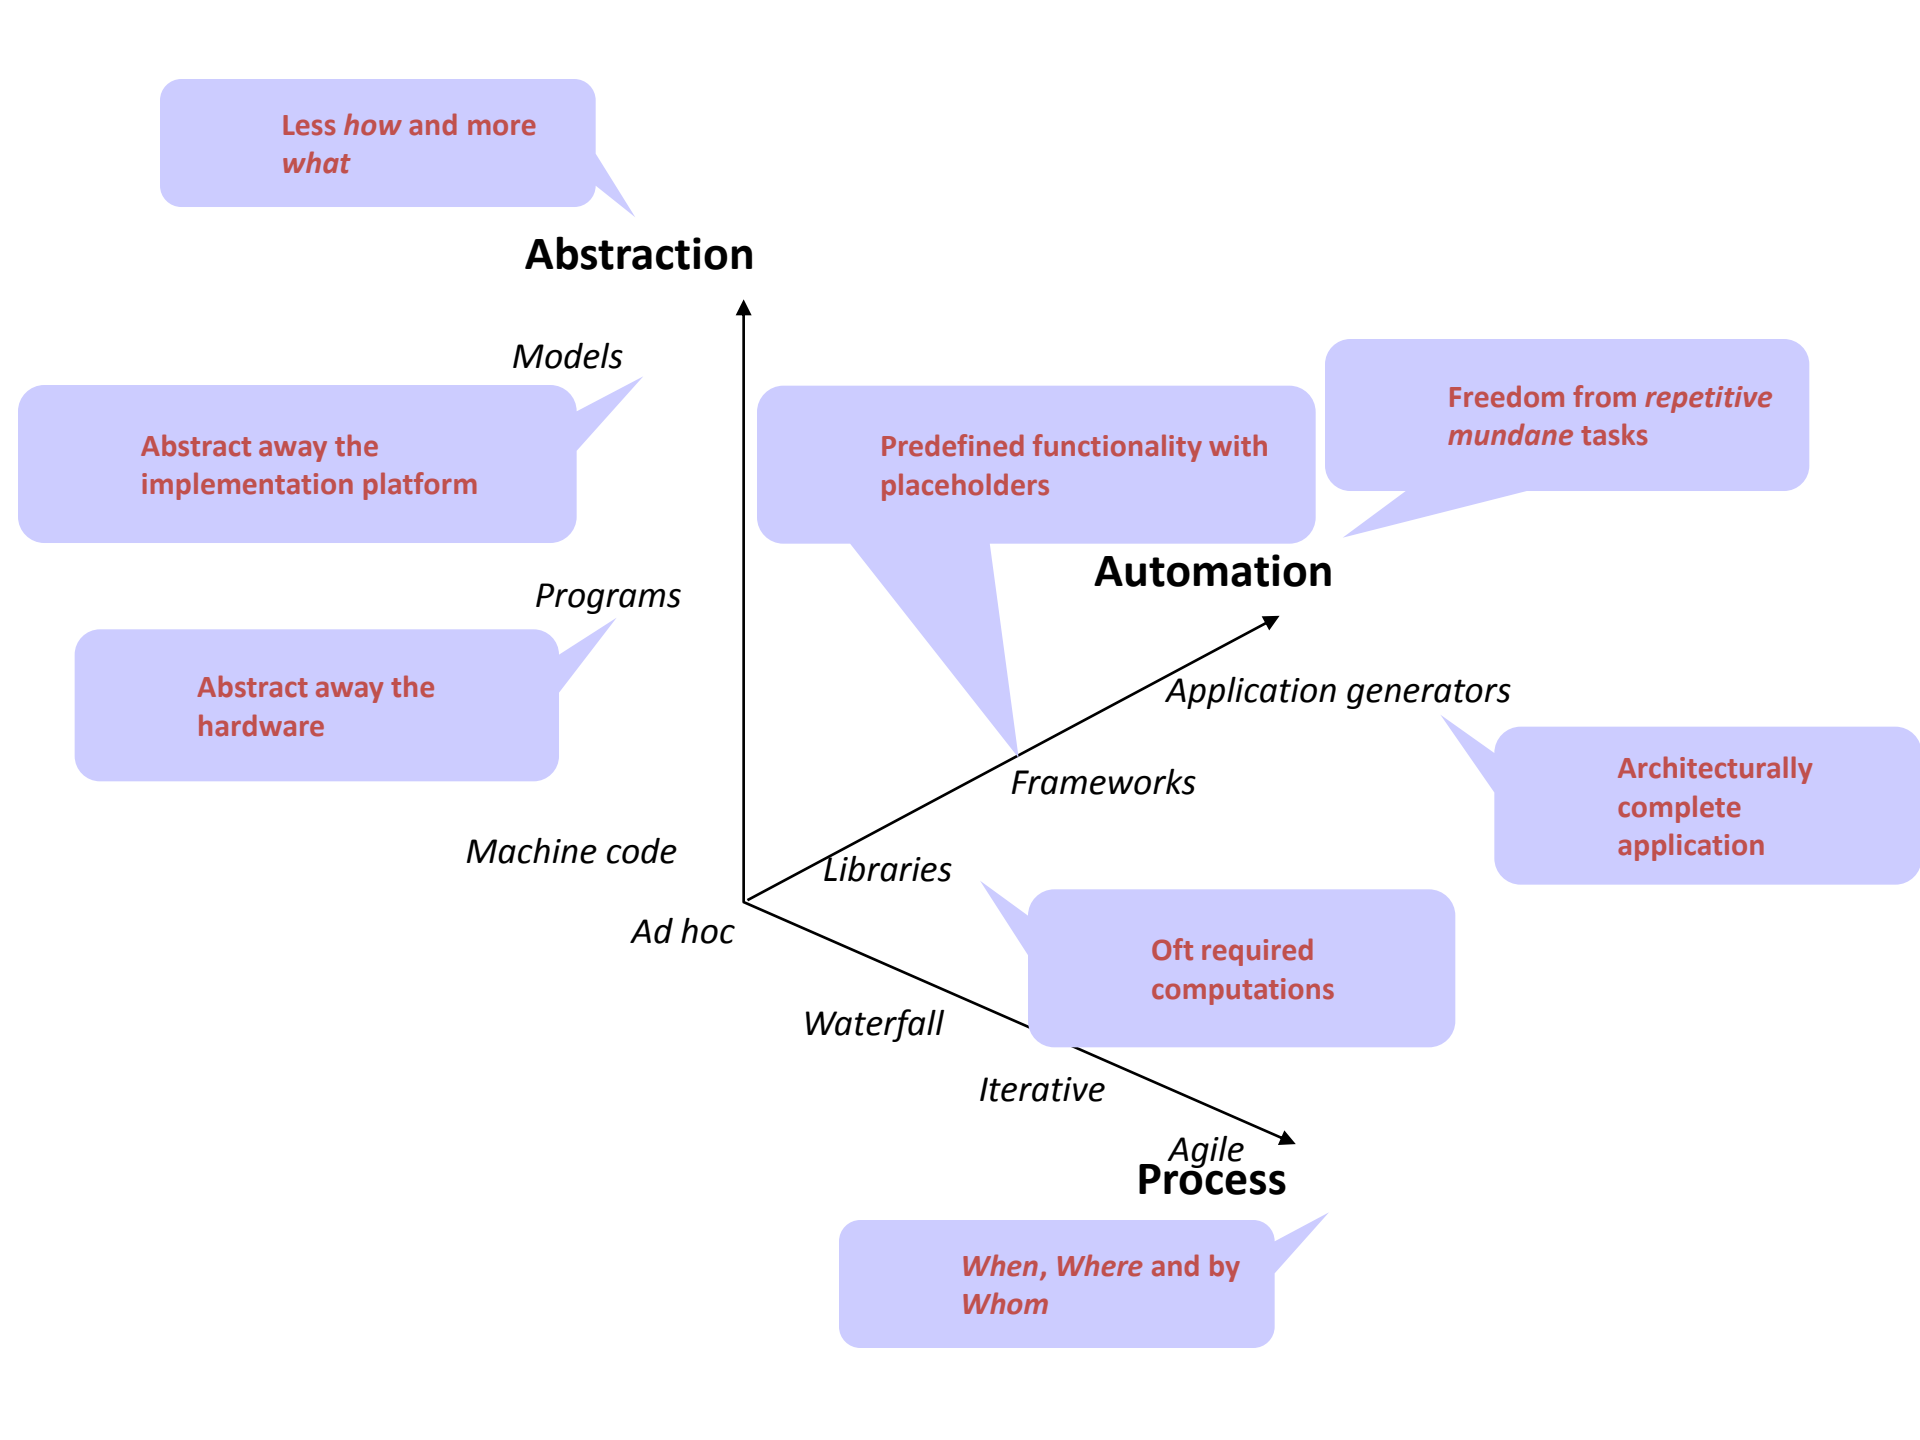 Less how and more
what
Abstraction
Models
Abstract away the
implementation platform
Predefined functionality with
placeholders
Freedom from repetitive
mundane tasks
Automation
Programs
Abstract away the
hardware
Application generators
Frameworks
Architecturally
complete
application
Machine code
Libraries
Ad hoc
Oft required
computations
Waterfall
Iterative
Agile
Process
When, Where and by
Whom